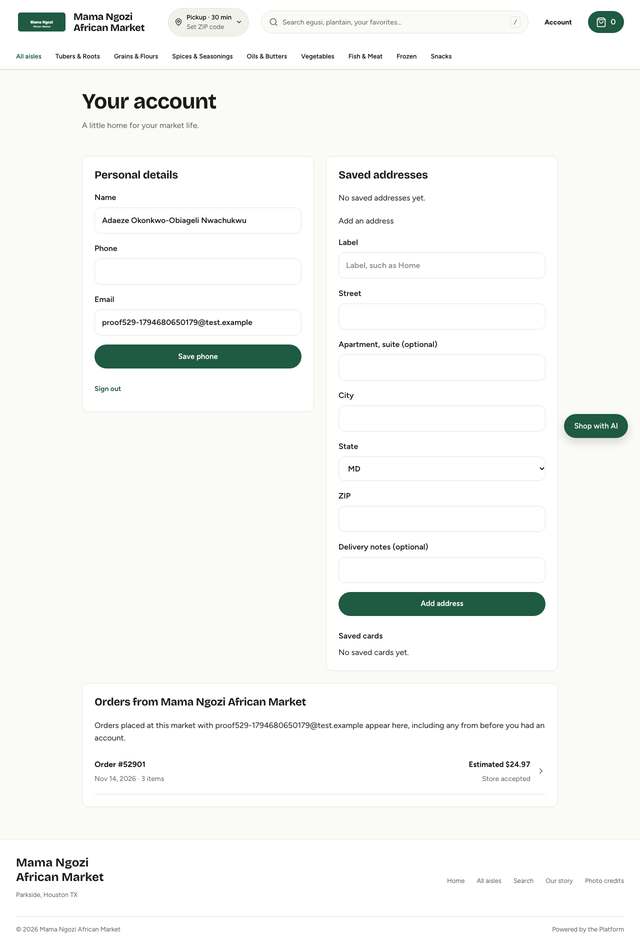 Mama Ngozi
African Market
Mama Ngozi
African Market
Pickup · 30 min
Set ZIP code
Search egusi, plantain, your favorites...
/
Account
0
All aisles
Tubers & Roots
Grains & Flours
Spices & Seasonings
Oils & Butters
Vegetables
Fish & Meat
Frozen
Snacks
Your account
A little home for your market life.
Personal details
Name
Adaeze Okonkwo-Obiageli Nwachukwu
Phone
Email
proof529-1794680650179@test.example
Save phone
Sign out
Saved addresses
No saved addresses yet.
Add an address
Label
Label, such as Home
Street
Apartment, suite (optional)
City
State
MD
ZIP
Delivery notes (optional)
Add address
Saved cards
No saved cards yet.
Shop with AI
Orders from Mama Ngozi African Market
Orders placed at this market with proof529-1794680650179@test.example appear here, including any from before you had an
account.
Order #52901
Estimated $24.97
Nov 14, 2026 · 3 items
Store accepted
Mama Ngozi
African Market
Parkside, Houston TX
Home
All aisles
Search
Our story
Photo credits
© 2026 Mama Ngozi African Market
Powered by the Platform